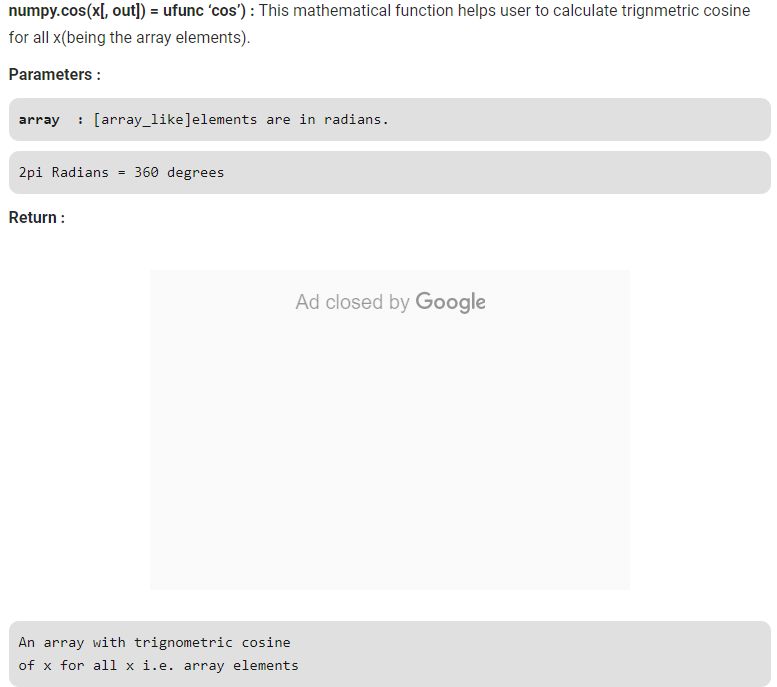 numpy.cos(x[, out]) = ufunc ‘cos’) : This mathematical function helps user to calculate trignmetric cosine
for all x(being the array elements).
Parameters :
array  : [array_like]elements are in radians.
2pi Radians = 360 degrees
Return :
Ad closed by Google
An array with trignometric cosine
of x for all x i.e. array elements